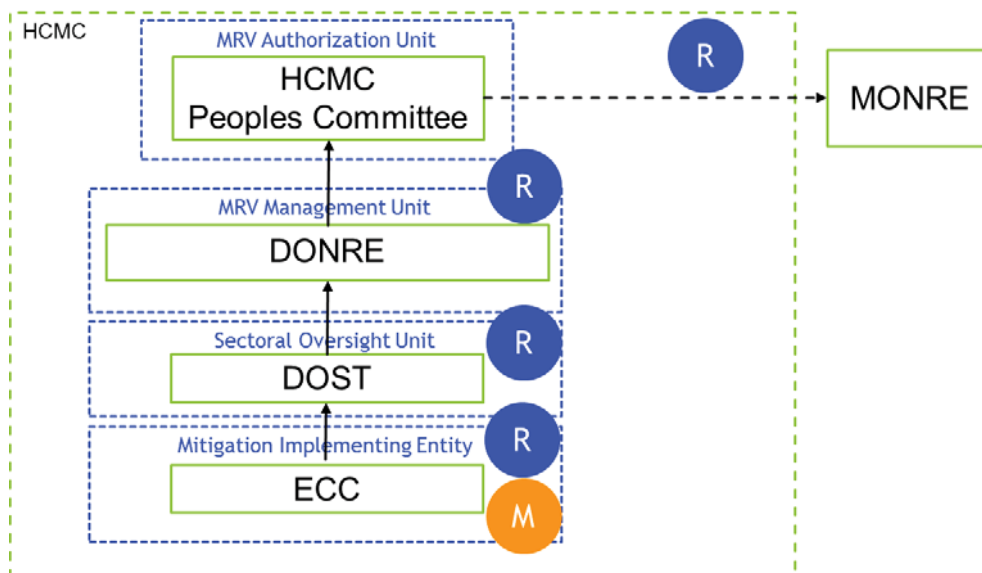 HCMC
MRV Authorization Unit
HCMC
Peoples Committee
R
MONRE
R
MRV Management Unit
DONRE
R
Sectoral Oversight Unit
DOST
R
Mitigation Implementing Entity
ECC
M